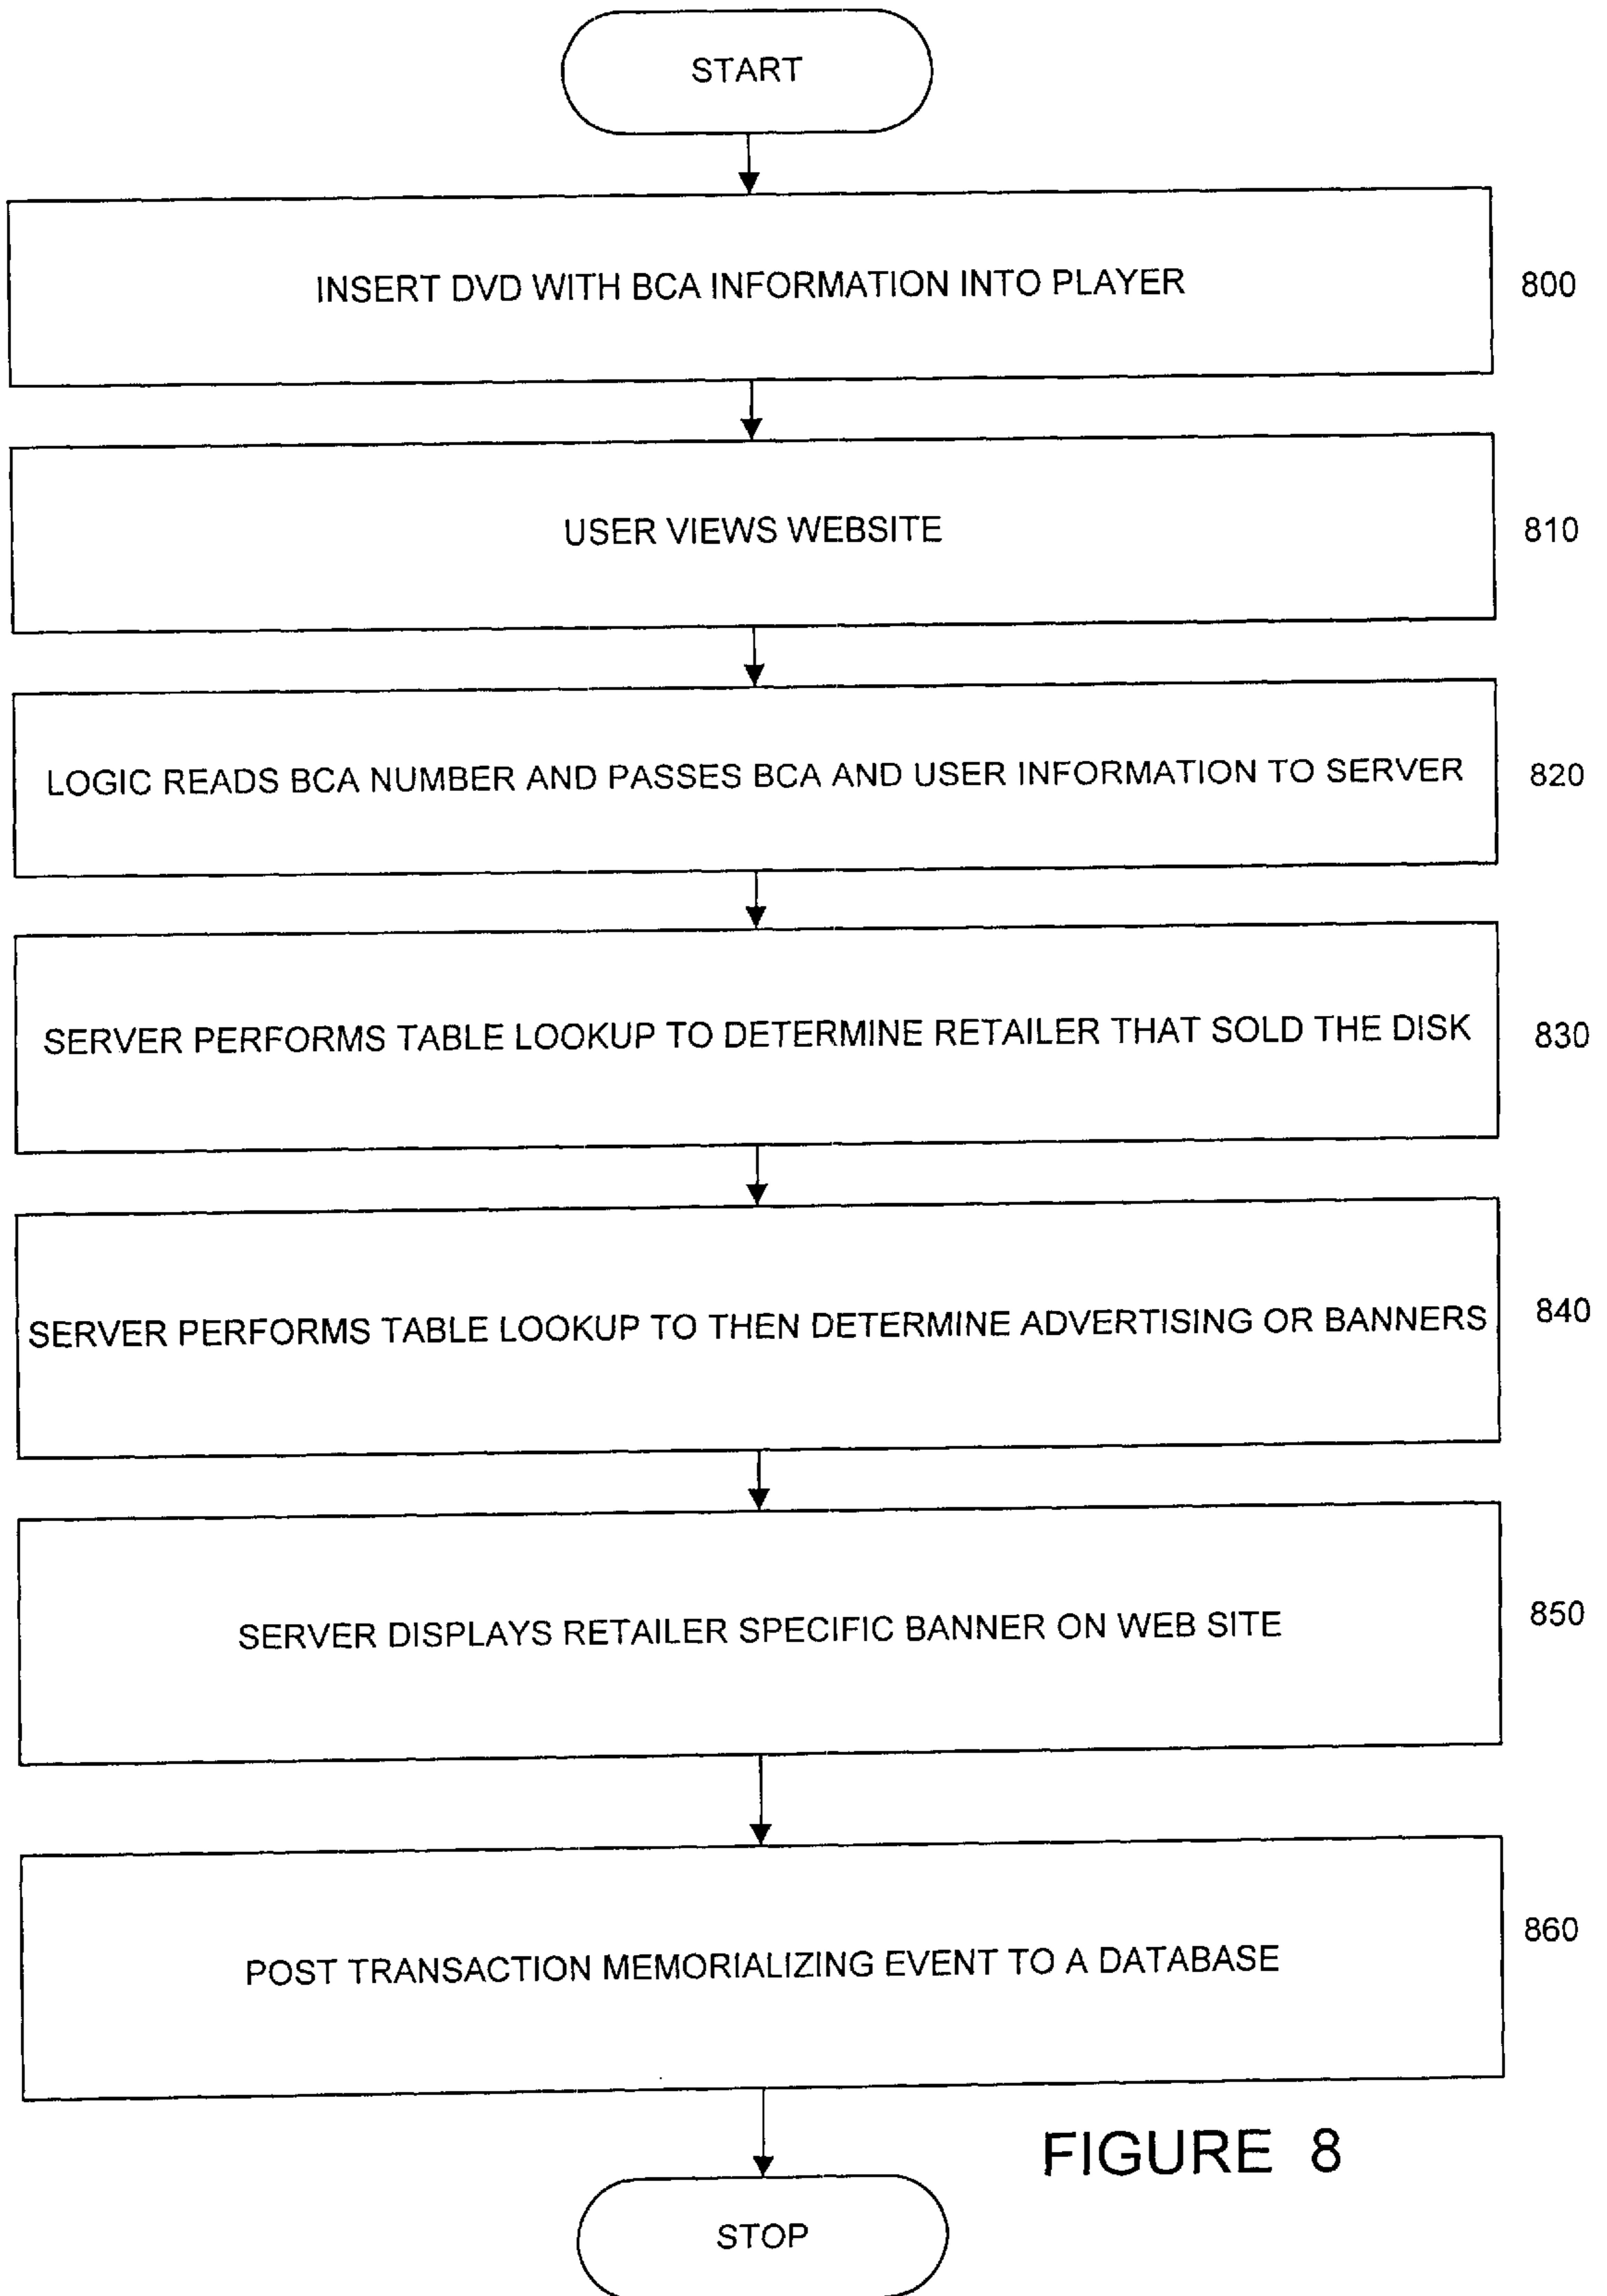 START
INSERT DVD WITH BCA INFORMATION INTO PLAYER
800
USER VIEWS WEBSITE
810
LOGIC READS BCA NUMBER AND PASSES BCA AND USER INFORMATION TO SERVER
820
SERVER PERFORMS TABLE LOOKUP TO DETERMINE RETAILER THAT SOLD THE DISK
830
SERVER PERFORMS TABLE LOOKUP TO THEN DETERMINE ADVERTISING OR BANNERS
840
SERVER DISPLAYS RETAILER SPECIFIC BANNER ON WEB SITE
850
POST TRANSACTION MEMORIALIZING EVENT TO A DATABASE
860
FIGURE 8
STOP